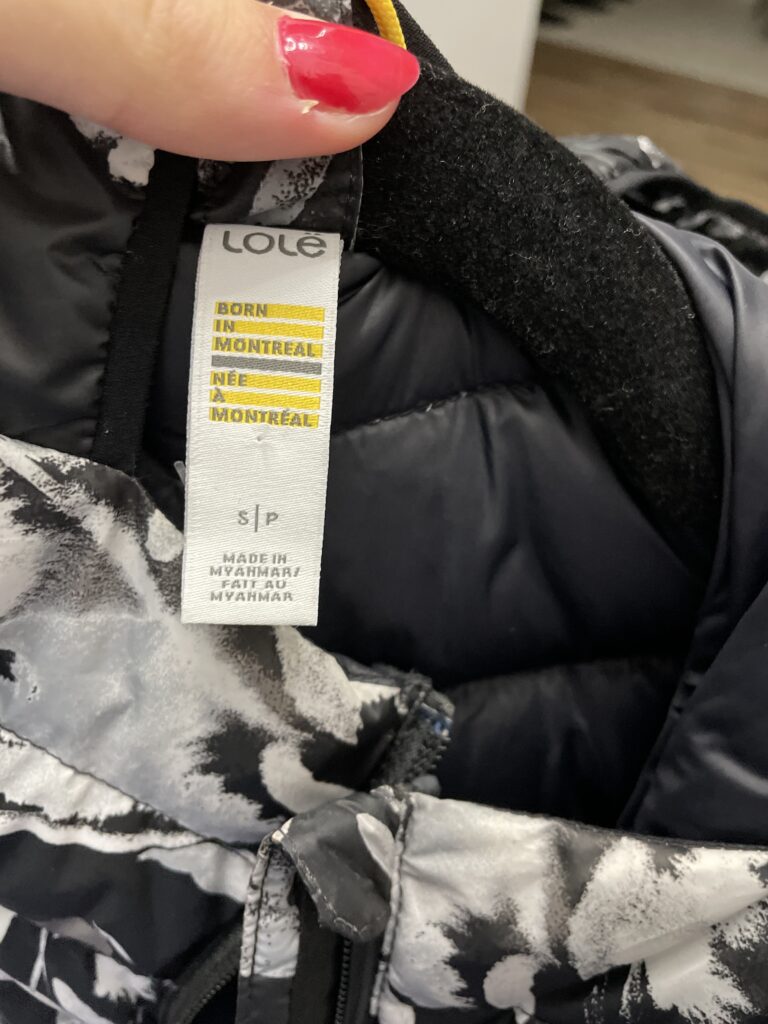 Lolë
BORN
IN
MONTREAL
NÉE
À
MONTRÉAL
S|P
MADE IN
MYANMAR/
FAIT AU
MYANMAR